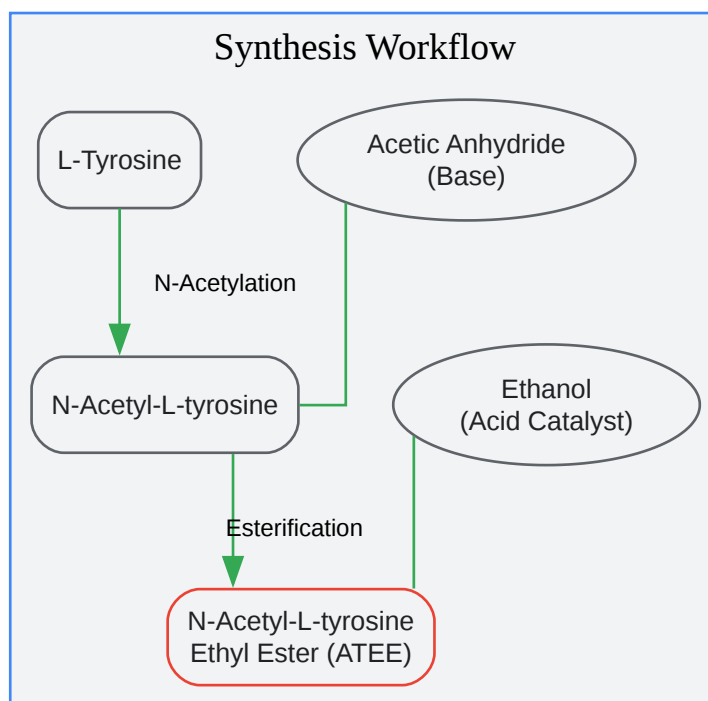 Synthesis Workflow
L-Tyrosine
Acetic Anhydride
(Base)
N-Acetylation
N-Acetyl-L-tyrosine
Ethanol
(Acid Catalyst)
Esterification
N-Acetyl-L-tyrosine
Ethyl Ester (ATEE)